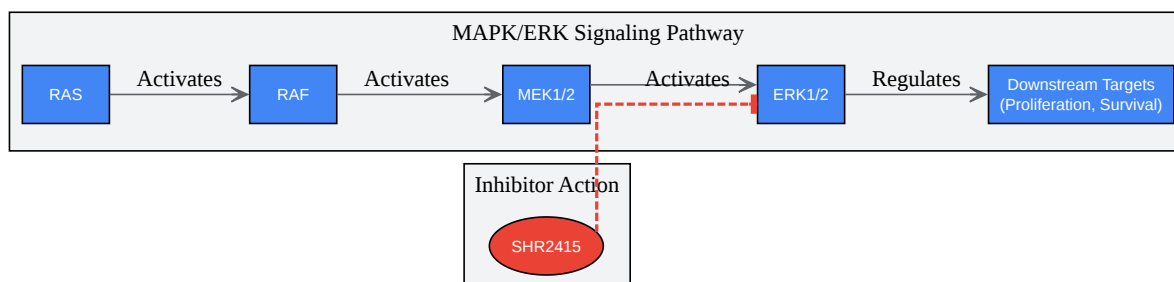 MAPK/ERK Signaling Pathway
RAS
Activates
RAF
Activates
MEK1/2
Activates
ERK1/2
Regulates
Downstream Targets
(Proliferation, Survival)
Inhibitor Action
SHR2415